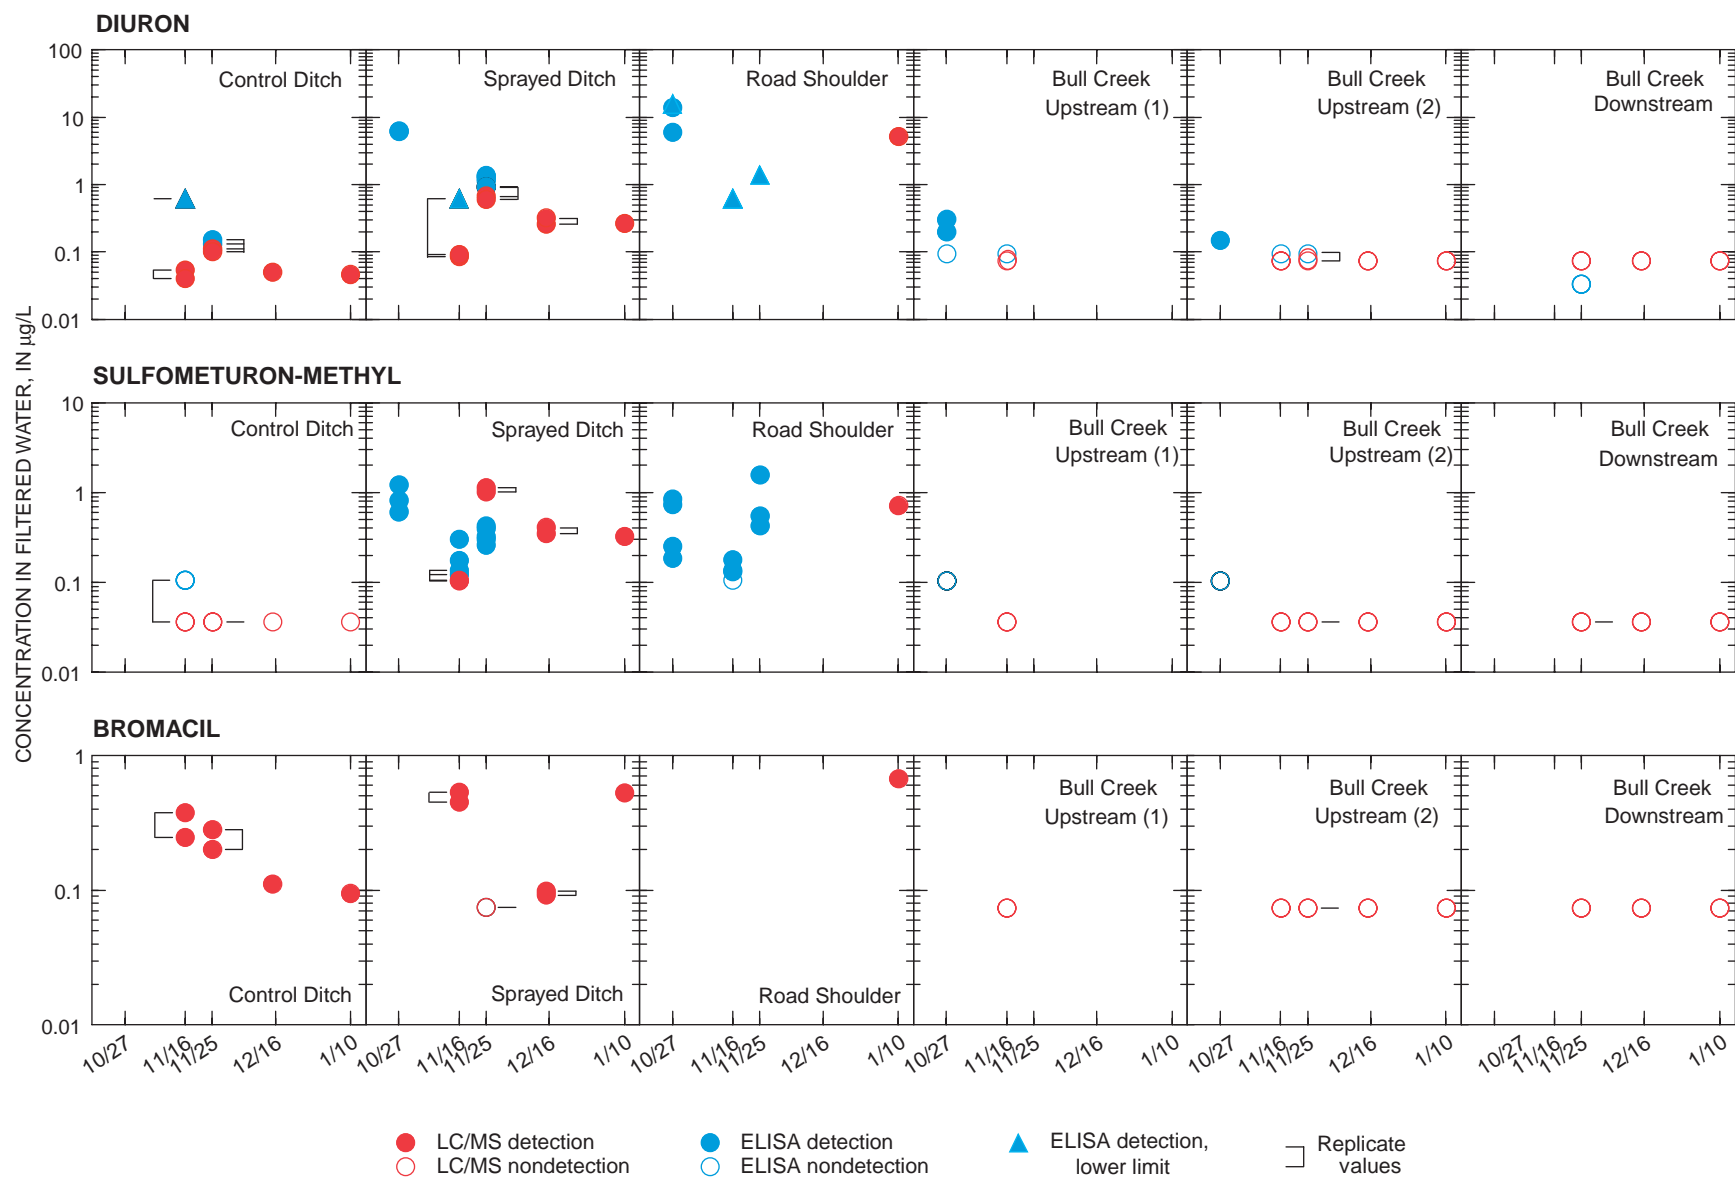 DIURON
100
10
1
0.1
0.01
Control Ditch
Sprayed Ditch
Road Shoulder
Bull Creek
Upstream (1)
Bull Creek
Upstream (2)
Bull Creek
Downstream
CONCENTRATION IN FILTERED WATER, IN µg/L
SULFOMETURON-METHYL
10
1
0.1
0.01
Control Ditch
Sprayed Ditch
Road Shoulder
Bull Creek
Upstream (1)
Bull Creek
Upstream (2)
Bull Creek
Downstream
BROMACIL
1
0.1
0.01
Control Ditch
Sprayed Ditch
Road Shoulder
Bull Creek
Upstream (1)
Bull Creek
Upstream (2)
Bull Creek
Downstream
10/27 11/16 11/25 12/16 1/10
10/27 11/16 11/25 12/16 1/10
10/27 11/16 11/25 12/16 1/10
10/27 11/16 11/25 12/16 1/10
10/27 11/16 11/25 12/16 1/10
10/27 11/16 11/25 12/16 1/10
LC/MS detection
LC/MS nondetection
ELISA detection
ELISA nondetection
ELISA detection,
lower limit
Replicate
values